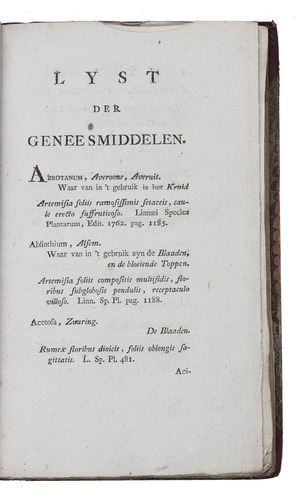 LYST
DER
GENEESMIDDELEN.
ABROTANUM, Averoone, Averuit.
Waar van in 't gebruik is het Kruid
Artemisia foliis ramosissimis setaceis, cau-
le erecto suffruticoso. Linnæi Species
Plantarum, Edit. 1762. pag. 1185.
Absinthium, Alsem.
Waar van in 't gebruik zyn de Blaaden,
en de bloeiende Toppen.
Artemisia foliis compositis multifidis, flo-
ribus subglobosis pendulis, receptaculo
villoso. Linn. Sp. Pl. pag. 1188.
Acetosa, Zuuring.
De Blaaden.
Rumex floribus dioicis, foliis oblongis sa-
gittatis. L. Sp. Pl. 481.
Aci-